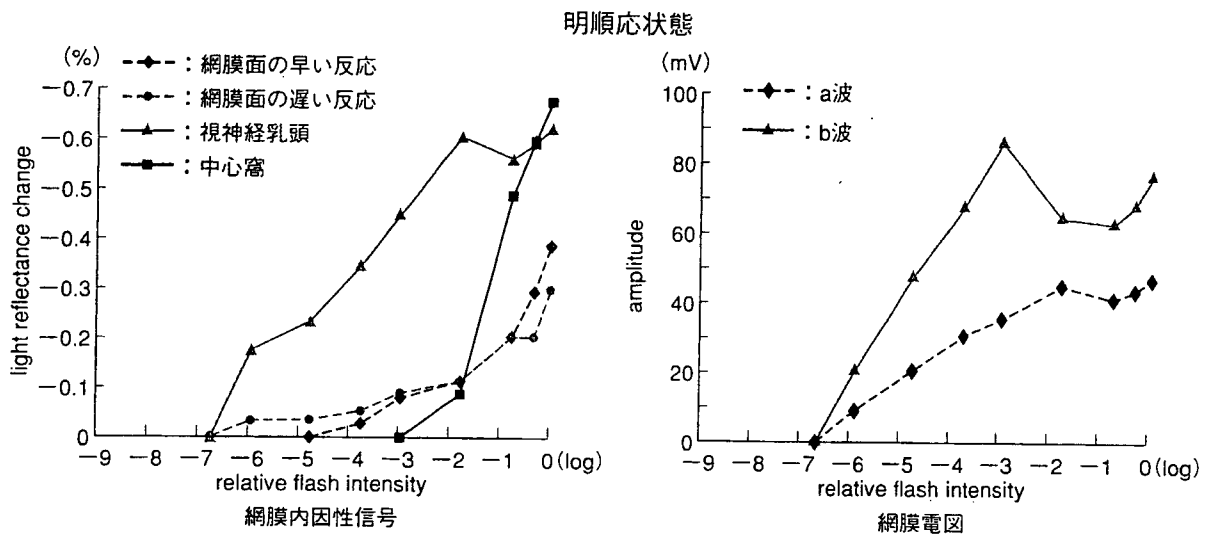 明順応状態
(%)
−0.7
−0.6
−0.5
−0.4
−0.3
−0.2
−0.1
0
light reflectance change
：網膜面の早い反応
：網膜面の遅い反応
：視神経乳頭
：中心窩
−9 −8 −7 −6 −5 −4 −3 −2 −1 0 (log)
relative flash intensity
網膜内因性信号
(mV)
100
80
60
40
20
0
amplitude
：a波
：b波
−9 −8 −7 −6 −5 −4 −3 −2 −1 0 (log)
relative flash intensity
網膜電図